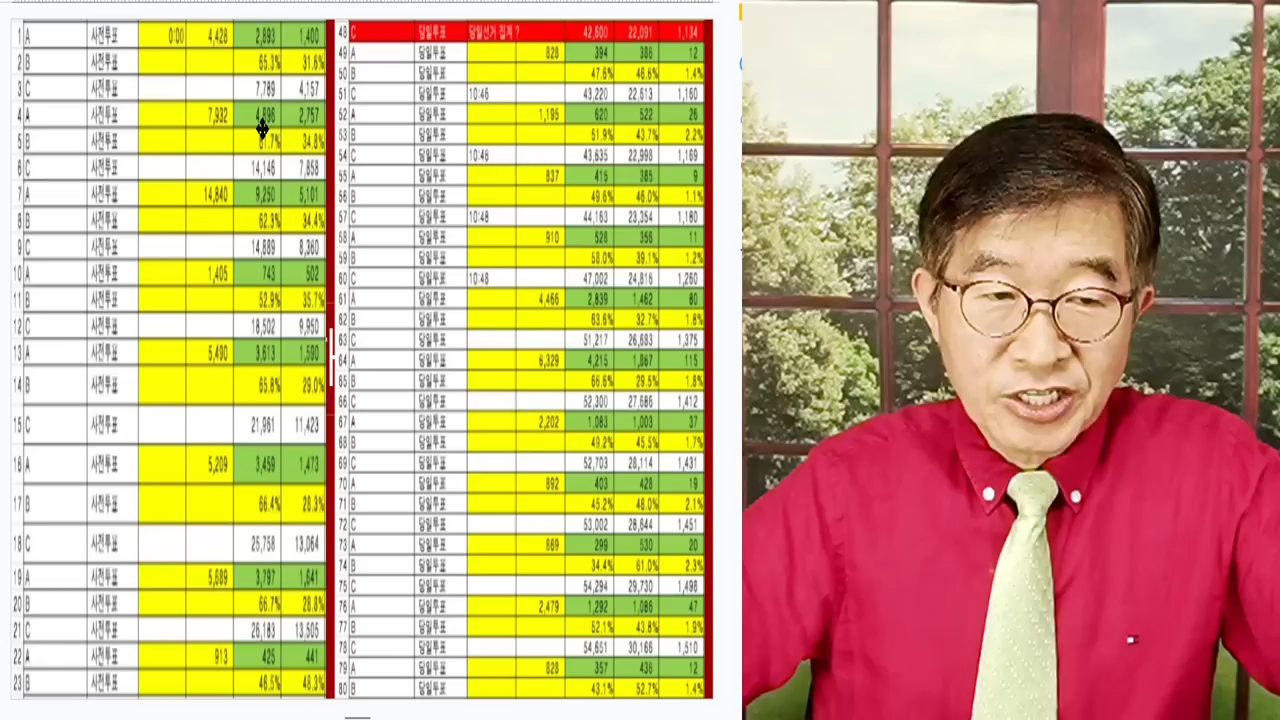 1 A 사전투표 0:00 4,428 2,893 1,400
2 B 사전투표 65.3% 31.6%
3 C 사전투표 7,789 4,157
4 A 사전투표 7,932 2,757
5 B 사전투표 34.8%
6 C 사전투표 14,146 7,858
7 A 사전투표 14,840 9,250 5,101
8 B 사전투표 62.3% 34.4%
9 C 사전투표 14,889 8,360
10 A 사전투표 1,405 743 502
11 B 사전투표 52.9% 35.7%
12 C 사전투표 18,502 9,950
13 A 사전투표 5,490 3,613 1,590
14 B 사전투표 65.8% 29.0%
15 C 사전투표 21,961 11,423
16 A 사전투표 5,209 3,459 1,473
17 B 사전투표 66.4% 28.3%
18 C 사전투표 25,758 13,064
19 A 사전투표 5,689 3,797 1,641
20 B 사전투표 66.7% 28.8%
21 C 사전투표 26,183 13,505
22 A 사전투표 913 425 441
23 B 사전투표 46.5% 48.3%
48 C 당일투표 당일선거 집계 ? 42,600 22,091 1,134
49 A 당일투표 828 394 386 12
50 B 당일투표 47.6% 46.6% 1.4%
51 C 당일투표 10:46 43,220 22,613 1,160
52 A 당일투표 1,195 620 522 26
53 B 당일투표 51.9% 43.7% 2.2%
54 C 당일투표 10:46 43,635 22,998 1,169
55 A 당일투표 837 415 385 9
56 B 당일투표 49.6% 46.0% 1.1%
57 C 당일투표 10:48 44,163 23,354 1,180
58 A 당일투표 910 528 356 11
59 B 당일투표 58.0% 39.1% 1.2%
60 C 당일투표 10:48 47,002 24,816 1,260
61 A 당일투표 4,466 2,839 1,462 80
62 B 당일투표 63.6% 32.7% 1.8%
63 C 당일투표 51,217 26,683 1,375
64 A 당일투표 6,329 4,215 1,867 115
65 B 당일투표 66.6% 29.5% 1.8%
66 C 당일투표 52,300 27,686 1,412
67 A 당일투표 2,202 1,083 1,003 37
68 B 당일투표 49.2% 45.5% 1.7%
69 C 당일투표 52,703 28,114 1,431
70 A 당일투표 892 403 428 19
71 B 당일투표 45.2% 48.0% 2.1%
72 C 당일투표 53,002 28,644 1,451
73 A 당일투표 869 299 530 20
74 B 당일투표 34.4% 61.0% 2.3%
75 C 당일투표 54,294 29,730 1,498
76 A 당일투표 2,479 1,292 1,086 47
77 B 당일투표 52.1% 43.8% 1.9%
78 C 당일투표 54,651 30,166 1,510
79 A 당일투표 828 357 436 12
80 B 당일투표 43.1% 52.7% 1.4%